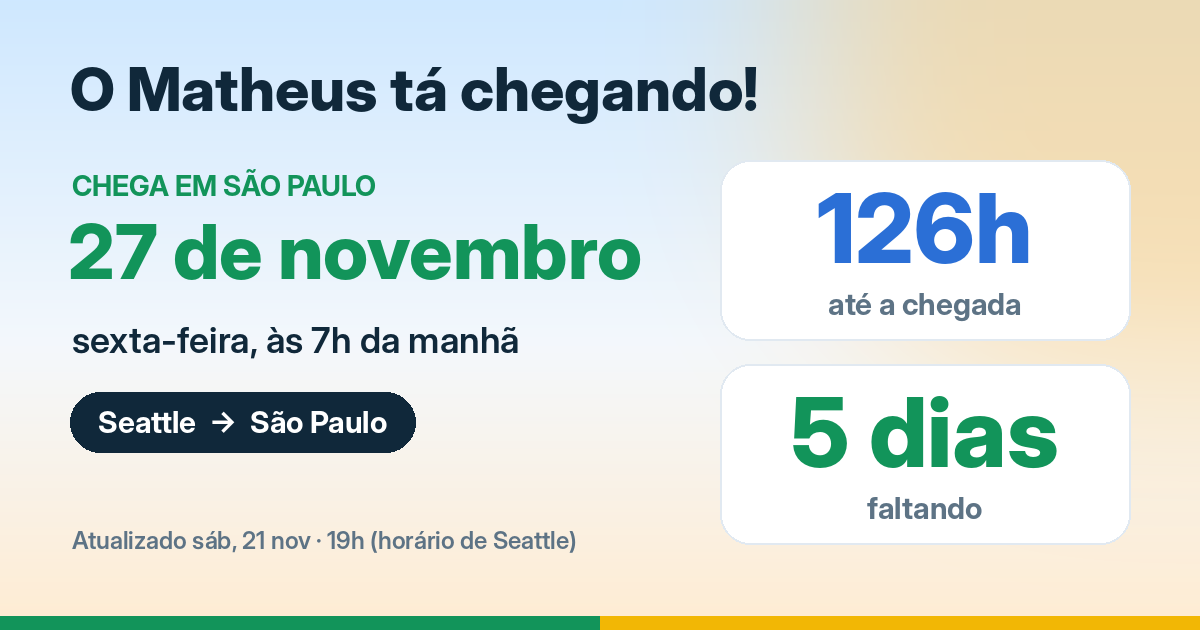 O Matheus tá chegando!
CHEGA EM SÃO PAULO
27 de novembro
sexta-feira, às 7h da manhã
Seattle → São Paulo
Atualizado sáb, 21 nov · 19h (horário de Seattle)
126h
até a chegada
5 dias
faltando